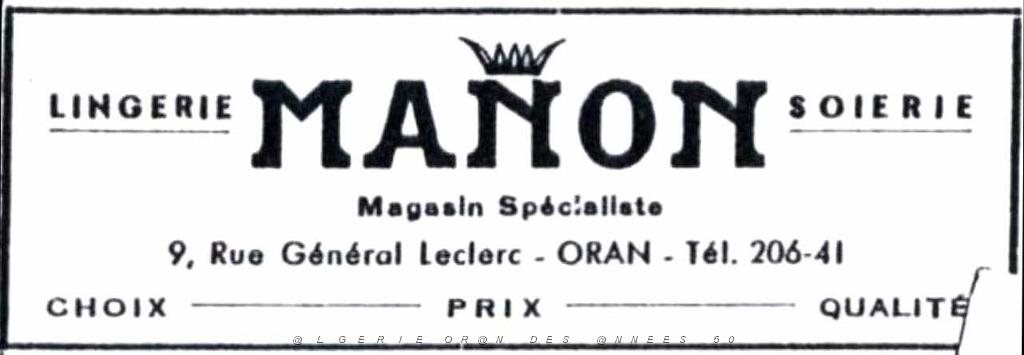 LINGERIE MANON SOIERIE
Magasin Spécialiste
9, Rue Général Leclerc - ORAN - Tél. 206-41
CHOIX PRIX QUALITÉ
@LGERIE OR@N DES @NNEES 50